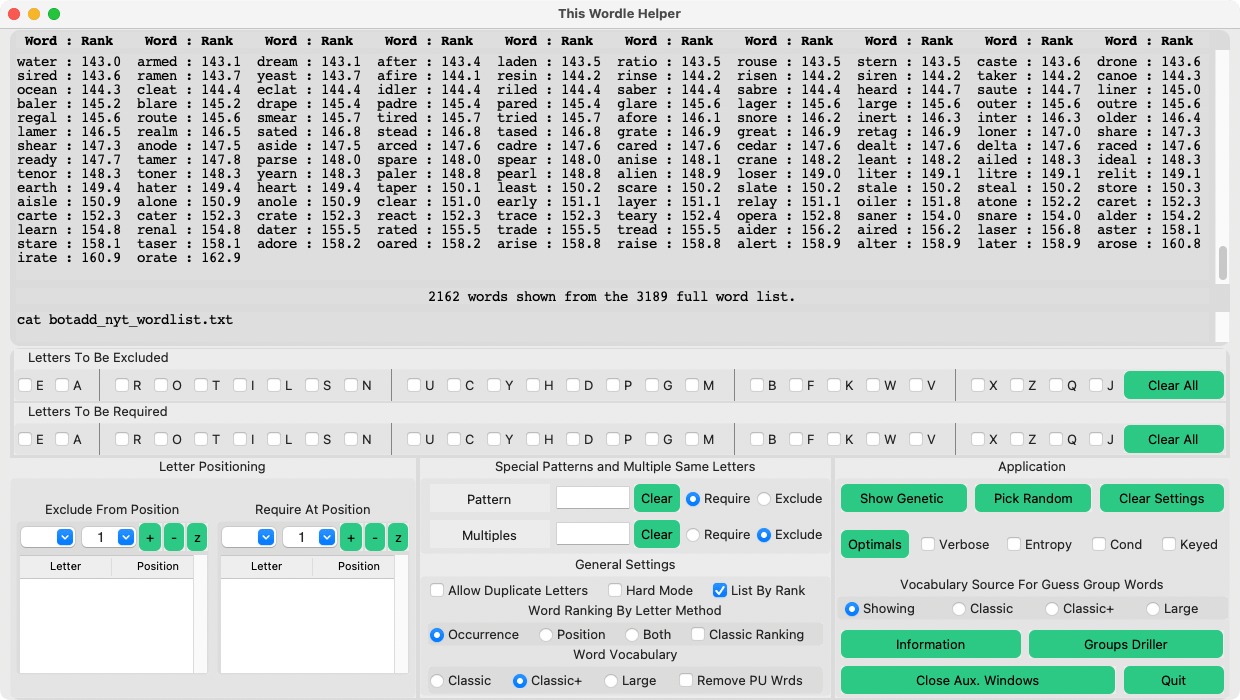 This Wordle Helper
Word : Rank Word : Rank Word : Rank Word : Rank Word : Rank Word : Rank Word : Rank Word : Rank Word : Rank Word : Rank
water : 143.0 armed : 143.1 dream : 143.1 after : 143.4 laden : 143.5 ratio : 143.5 rouse : 143.5 stern : 143.5 caste : 143.6 drone : 143.6
sired : 143.6 ramen : 143.7 yeast : 143.7 afire : 144.1 resin : 144.2 rinse : 144.2 risen : 144.2 siren : 144.2 taker : 144.2 canoe : 144.3
ocean : 144.3 cleat : 144.4 eclat : 144.4 idler : 144.4 riled : 144.4 saber : 144.4 sabre : 144.4 heard : 144.7 saute : 144.7 liner : 145.0
baler : 145.2 blare : 145.2 drape : 145.4 padre : 145.4 pared : 145.4 glare : 145.6 lager : 145.6 large : 145.6 outer : 145.6 outre : 145.6
regal : 145.6 route : 145.6 smear : 145.7 tired : 145.7 tried : 145.7 afore : 146.1 snore : 146.2 inert : 146.3 inter : 146.3 older : 146.4
lamer : 146.5 realm : 146.5 sated : 146.8 stead : 146.8 tased : 146.8 grate : 146.9 great : 146.9 retag : 146.9 loner : 147.0 share : 147.3
shear : 147.3 anode : 147.5 aside : 147.5 arced : 147.6 cadre : 147.6 cared : 147.6 cedar : 147.6 dealt : 147.6 delta : 147.6 raced : 147.6
ready : 147.7 tamer : 147.8 parse : 148.0 spare : 148.0 spear : 148.0 anise : 148.1 crane : 148.2 leant : 148.2 ailed : 148.3 ideal : 148.3
tenor : 148.3 toner : 148.3 yearn : 148.3 paler : 148.8 pearl : 148.8 alien : 148.9 loser : 149.0 liter : 149.1 litre : 149.1 relit : 149.1
earth : 149.4 hater : 149.4 heart : 149.4 taper : 150.1 least : 150.2 scare : 150.2 slate : 150.2 stale : 150.2 steal : 150.2 store : 150.3
aisle : 150.9 alone : 150.9 anole : 150.9 clear : 151.0 early : 151.1 layer : 151.1 relay : 151.1 oiler : 151.8 atone : 152.2 caret : 152.3
carte : 152.3 cater : 152.3 crate : 152.3 react : 152.3 trace : 152.3 teary : 152.4 opera : 152.8 saner : 154.0 snare : 154.0 alder : 154.2
learn : 154.8 renal : 154.8 dater : 155.5 rated : 155.5 trade : 155.5 tread : 155.5 aider : 156.2 aired : 156.2 laser : 156.8 aster : 158.1
stare : 158.1 taser : 158.1 adore : 158.2 oared : 158.2 arise : 158.8 raise : 158.8 alert : 158.9 alter : 158.9 later : 158.9 arose : 160.8
irate : 160.9 orate : 162.9
2162 words shown from the 3189 full word list.
cat botadd_nyt_wordlist.txt
Letters To Be Excluded
E A R O T I L S N U C Y H D P G M B F K W V X Z Q J Clear All
Letters To Be Required
E A R O T I L S N U C Y H D P G M B F K W V X Z Q J Clear All
Letter Positioning Special Patterns and Multiple Same Letters Application
Pattern Clear Require Exclude Show Genetic Pick Random Clear Settings
Exclude From Position Require At Position
1 + - z 1 + - z Multiples Clear Require Exclude Optimals Verbose Entropy Cond Keyed
Letter Position Letter Position General Settings
Allow Duplicate Letters Hard Mode List By Rank Vocabulary Source For Guess Group Words
Word Ranking By Letter Method Showing Classic Classic+ Large
Occurrence Position Both Classic Ranking Information Groups Driller
Word Vocabulary
Classic Classic+ Large Remove PU Wrds Close Aux. Windows Quit